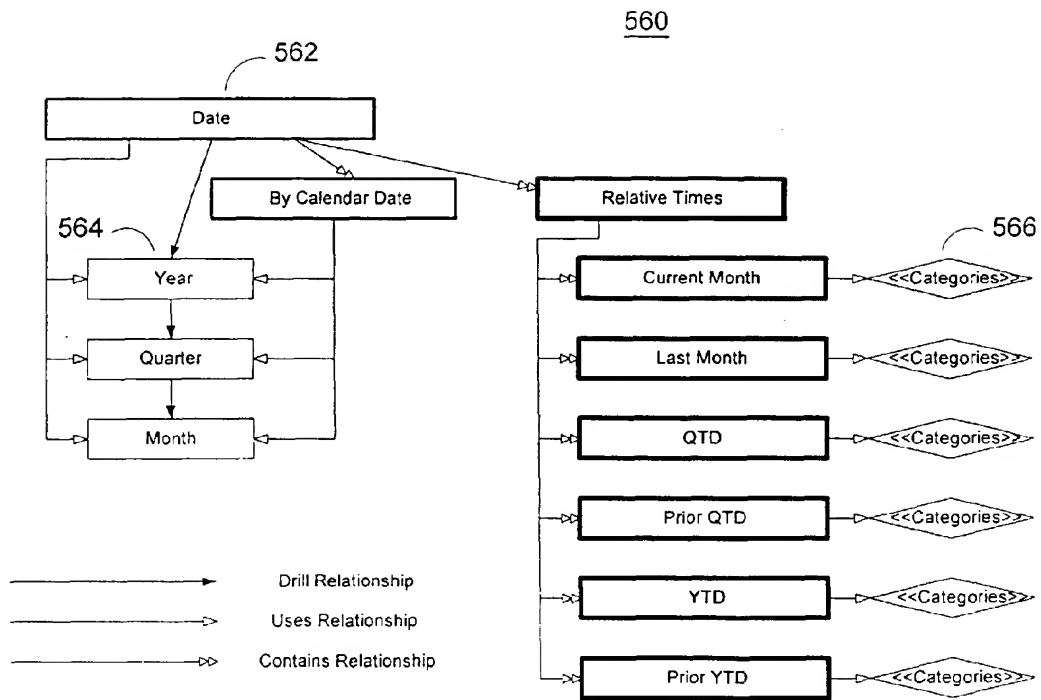 560
562
Date
By Calendar Date
Relative Times
564
566
Year
Current Month
<<Categories>>
Quarter
Last Month
<<Categories>>
Month
QTD
<<Categories>>
Prior QTD
<<Categories>>
Drill Relationship
YTD
<<Categories>>
Uses Relationship
Contains Relationship
Prior YTD
<<Categories>>